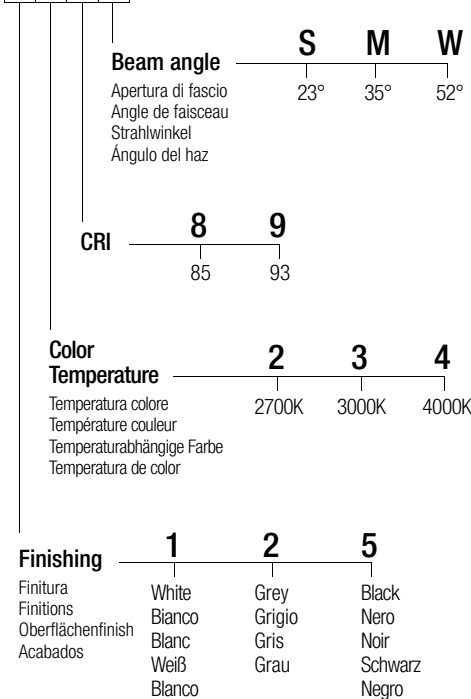 S M W
Beam angle
23° 35° 52°
Apertura di fascio
Angle de faisceau
Strahlwinkel
Ángulo del haz
8 9
CRI
85 93
Color
Temperature
2 3 4
2700K 3000K 4000K
Temperatura colore
Température couleur
Temperaturabhängige Farbe
Temperatura de color
1 2 5
Finishing
Finitura
Finitions
Oberflächenfinish
Acabados
White Grey Black
Bianco Grigio Nero
Blanc Gris Noir
Weiß Grau Schwarz
Blanco Negro